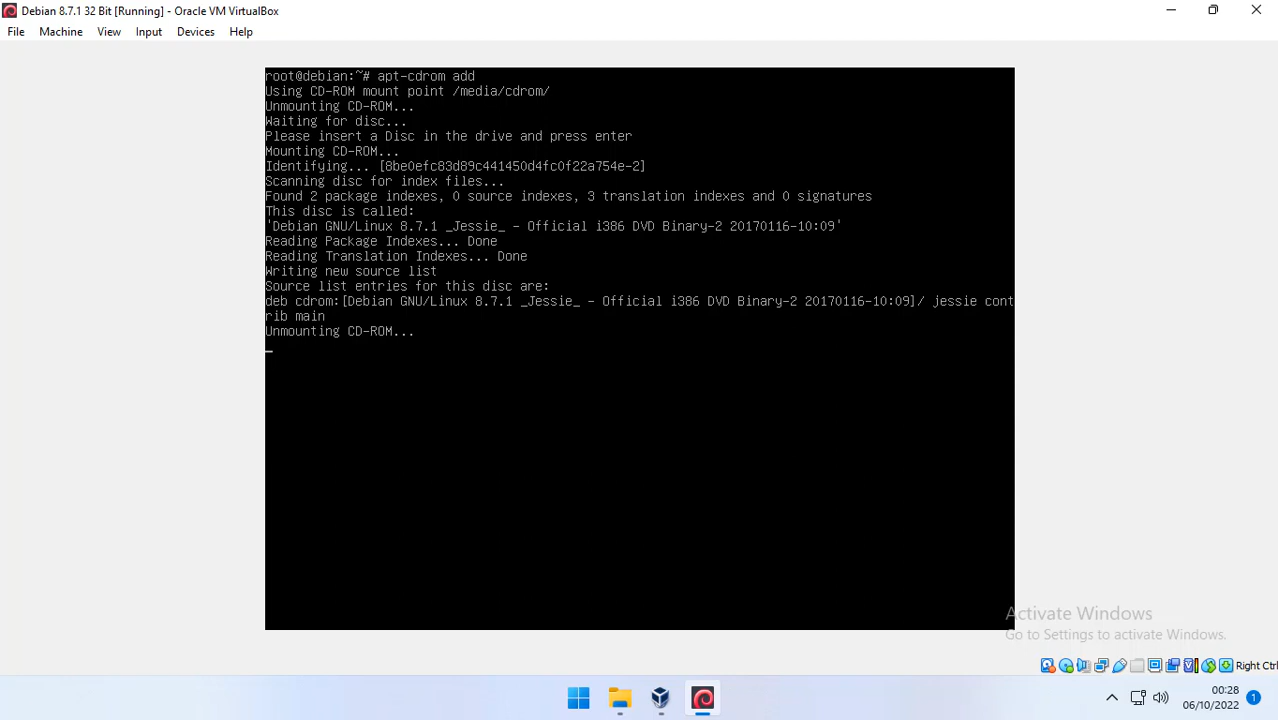 Debian 8.7.1 32 Bit [Running] - Oracle VM VirtualBox
File Machine View Input Devices Help
root@debian:~# apt-cdrom add
Using CD-ROM mount point /media/cdrom/
Unmounting CD-ROM...
Waiting for disc...
Please insert a Disc in the drive and press enter
Mounting CD-ROM...
Identifying... [8be0efc83d89c441450d4fc0f22a754e-2]
Scanning disc for index files...
Found 2 package indexes, 0 source indexes, 3 translation indexes and 0 signatures
This disc is called:
'Debian GNU/Linux 8.7.1 _Jessie_ - Official i386 DVD Binary-2 20170116-10:09'
Reading Package Indexes... Done
Reading Translation Indexes... Done
Writing new source list
Source list entries for this disc are:
deb cdrom:[Debian GNU/Linux 8.7.1 _Jessie_ - Official i386 DVD Binary-2 20170116-10:09]/ jessie cont
rib main
Unmounting CD-ROM...
Activate Windows
Go to Settings to activate Windows.
Right Ctrl
00:28
06/10/2022
1